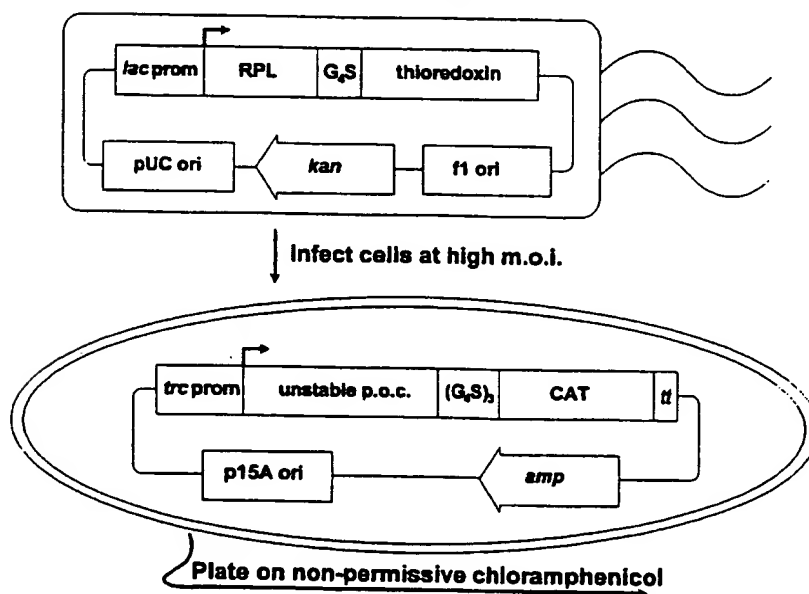 lac prom RPL G₄S thioredoxin
pUC ori kan f1 ori
Infect cells at high m.o.i.
trc prom unstable p.o.c. (G₄S)₃ CAT tt
p15A ori amp
Plate on non-permissive chloramphenicol